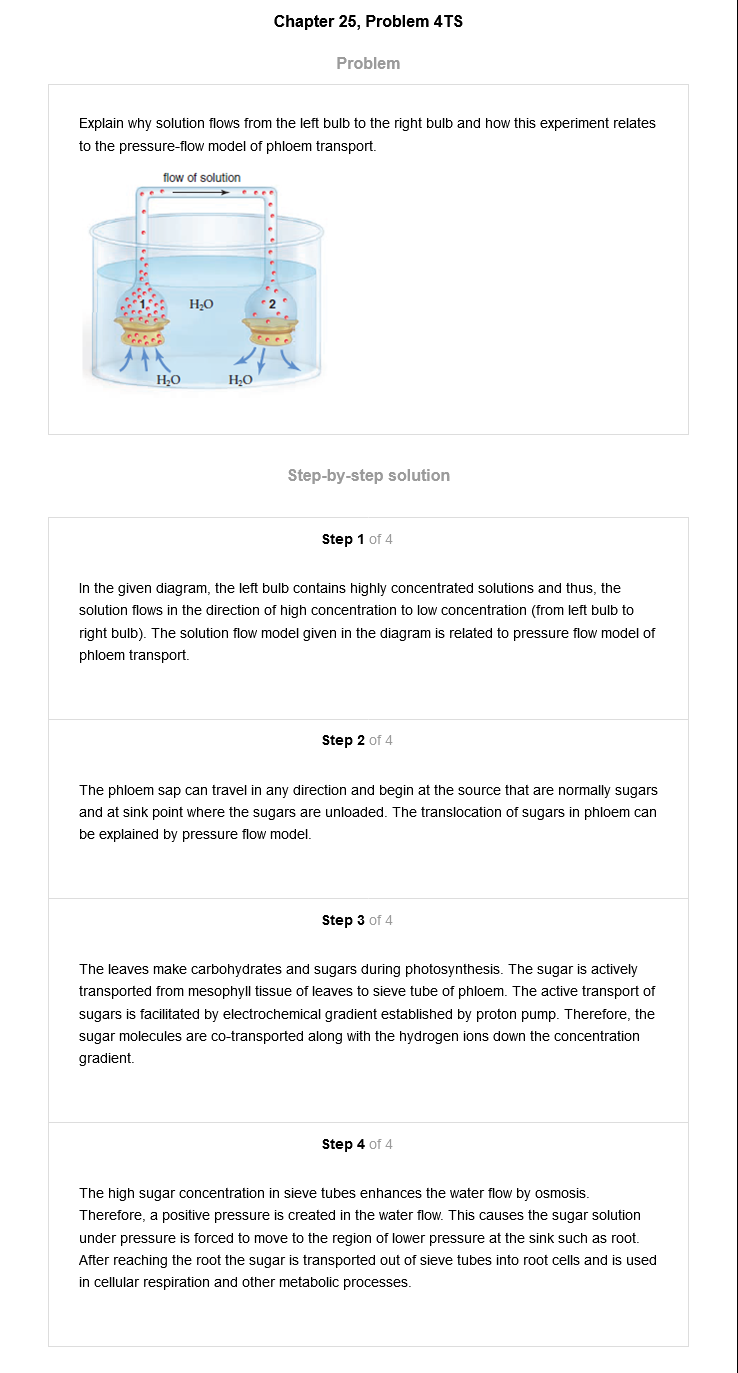 Chapter 25, Problem 4TS
Problem
Explain why solution flows from the left bulb to the right bulb and how this experiment relates
to the pressure-flow model of phloem transport.
flow of solution
1
H₂O
2
H₂O
H₂O
Step-by-step solution
Step 1 of 4
In the given diagram, the left bulb contains highly concentrated solutions and thus, the
solution flows in the direction of high concentration to low concentration (from left bulb to
right bulb). The solution flow model given in the diagram is related to pressure flow model of
phloem transport.
Step 2 of 4
The phloem sap can travel in any direction and begin at the source that are normally sugars
and at sink point where the sugars are unloaded. The translocation of sugars in phloem can
be explained by pressure flow model.
Step 3 of 4
The leaves make carbohydrates and sugars during photosynthesis. The sugar is actively
transported from mesophyll tissue of leaves to sieve tube of phloem. The active transport of
sugars is facilitated by electrochemical gradient established by proton pump. Therefore, the
sugar molecules are co-transported along with the hydrogen ions down the concentration
gradient.
Step 4 of 4
The high sugar concentration in sieve tubes enhances the water flow by osmosis.
Therefore, a positive pressure is created in the water flow. This causes the sugar solution
under pressure is forced to move to the region of lower pressure at the sink such as root.
After reaching the root the sugar is transported out of sieve tubes into root cells and is used
in cellular respiration and other metabolic processes.